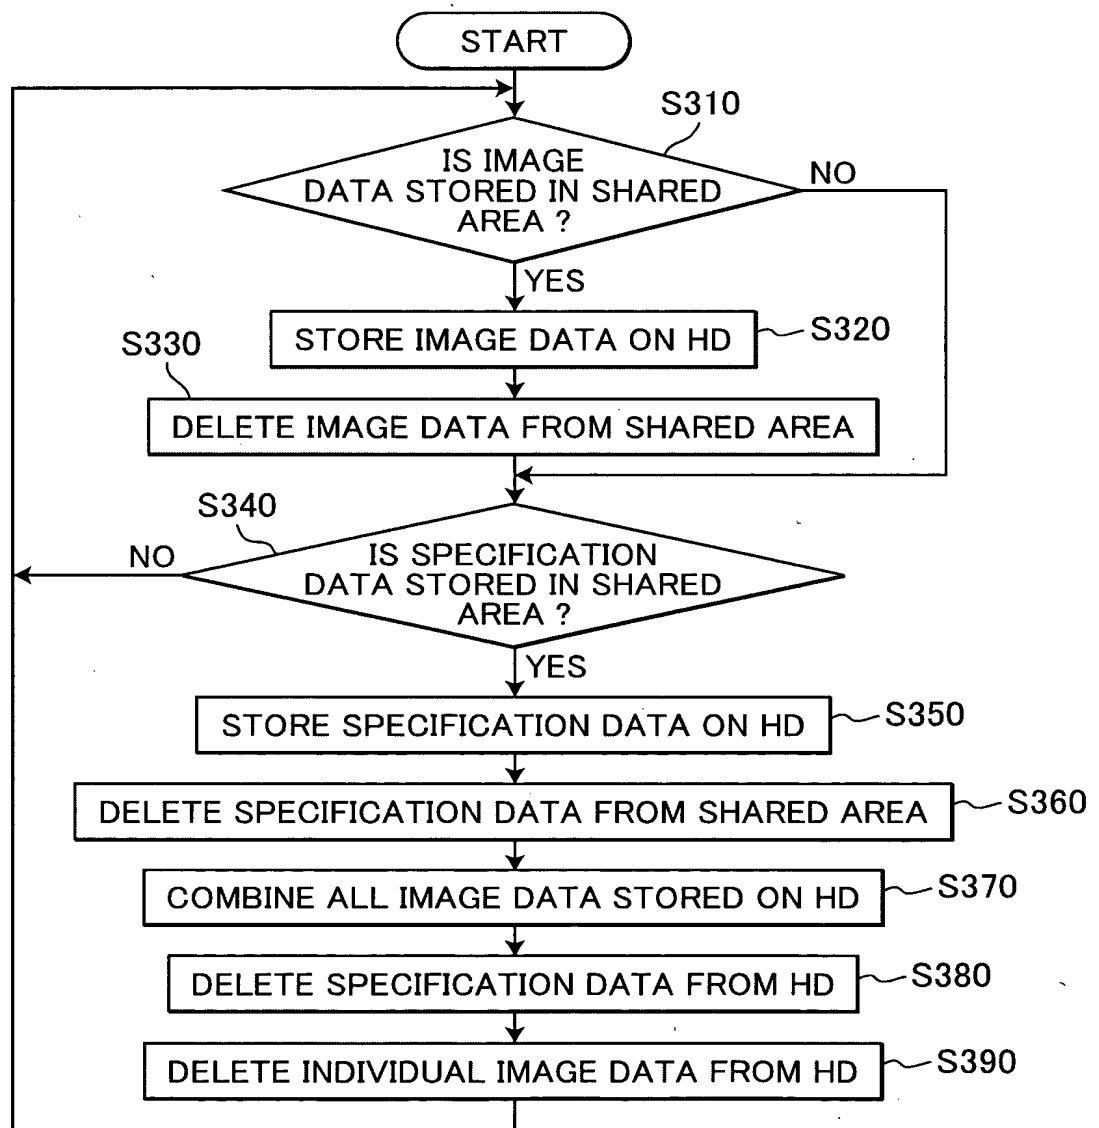 START
S310
IS IMAGE
DATA STORED IN SHARED
AREA ?
NO
YES
STORE IMAGE DATA ON HD
S320
S330
DELETE IMAGE DATA FROM SHARED AREA
S340
IS SPECIFICATION
DATA STORED IN SHARED
AREA ?
NO
YES
STORE SPECIFICATION DATA ON HD
S350
DELETE SPECIFICATION DATA FROM SHARED AREA
S360
COMBINE ALL IMAGE DATA STORED ON HD
S370
DELETE SPECIFICATION DATA FROM HD
S380
DELETE INDIVIDUAL IMAGE DATA FROM HD
S390